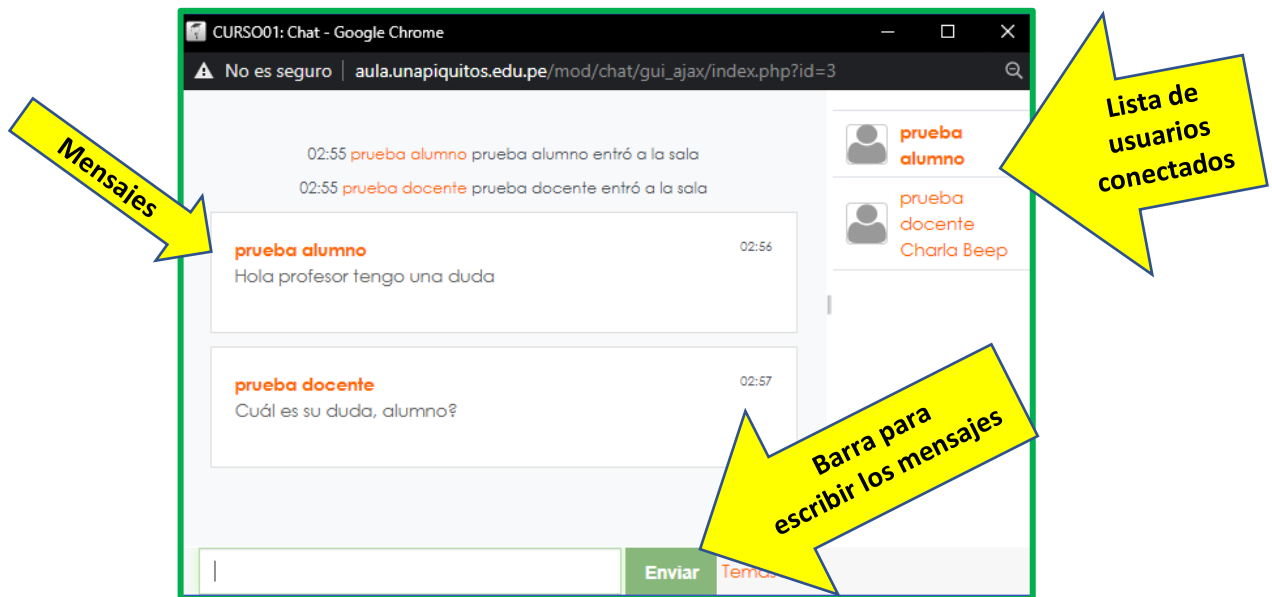 CURSO01: Chat - Google Chrome
No es seguro | aula.unapiquitos.edu.pe/mod/chat/gui_ajax/index.php?id=3
Mensajes
02:55 prueba alumno prueba alumno entró a la sala
02:55 prueba docente prueba docente entró a la sala
prueba alumno 02:56
Hola profesor tengo una duda
prueba docente 02:57
Cuál es su duda, alumno?
prueba
alumno
prueba
docente
Charla Beep
Lista de
usuarios
conectados
Barra para
escribir los mensajes
Enviar Temas